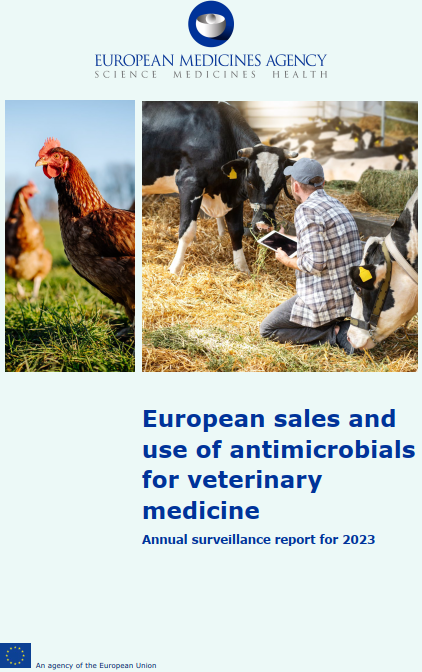 EUROPEAN MEDICINES AGENCY
SCIENCE MEDICINES HEALTH
European sales and
use of antimicrobials
for veterinary
medicine
Annual surveillance report for 2023
An agency of the European Union